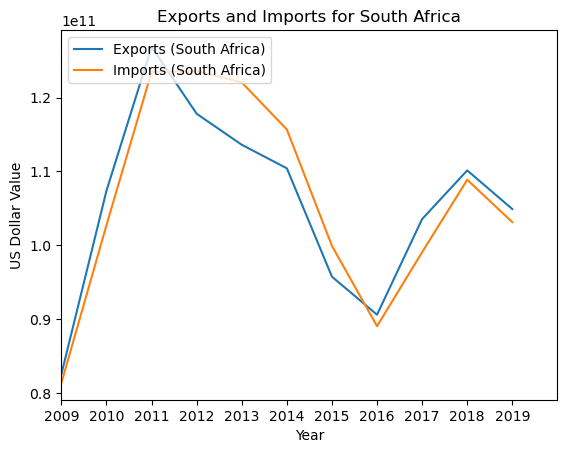 Exports and Imports for South Africa
1e11
Exports (South Africa)
Imports (South Africa)
1.2
1.1
1.0
0.9
0.8
US Dollar Value
2009 2010 2011 2012 2013 2014 2015 2016 2017 2018 2019
Year